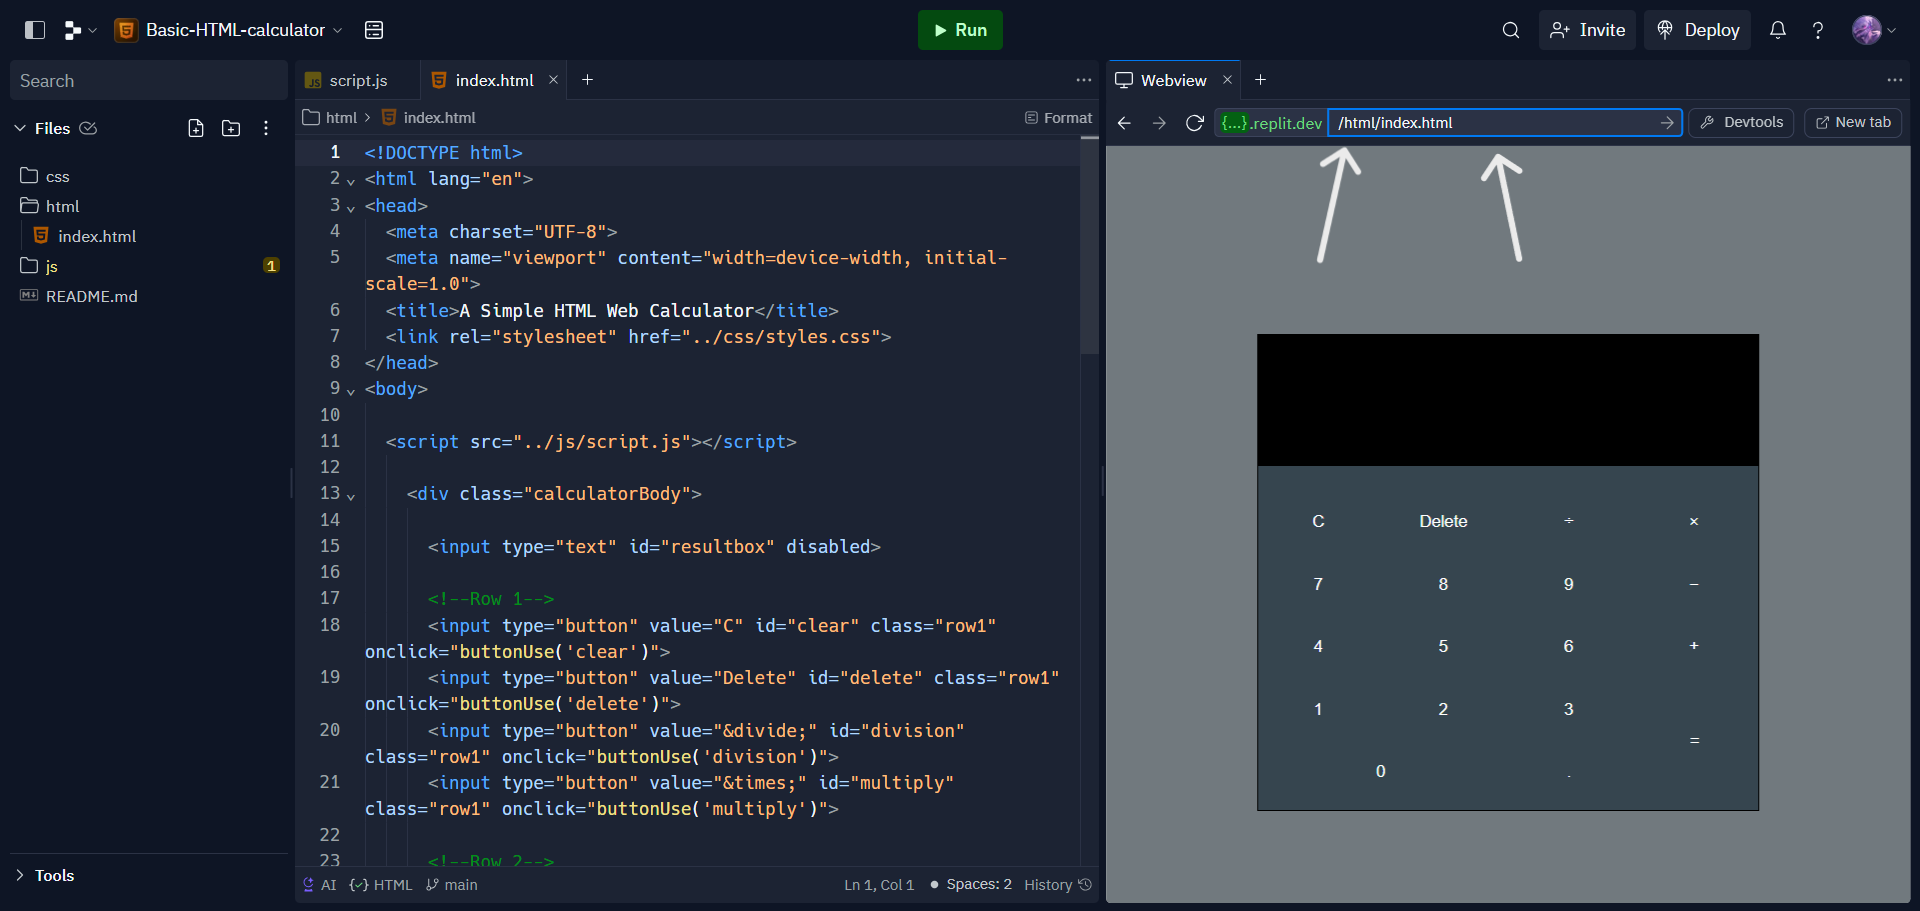 Basic-HTML-calculator
Run
Invite
Deploy
Search
Files
css
html
index.html
js
1
README.md
Tools
script.js
index.html
html
index.html
Format
1 <!DOCTYPE html>
2 <html lang="en">
3 <head>
4 <meta charset="UTF-8">
5 <meta name="viewport" content="width=device-width, initial-
scale=1.0">
6 <title>A Simple HTML Web Calculator</title>
7 <link rel="stylesheet" href="../css/styles.css">
8 </head>
9 <body>
10
11 <script src="../js/script.js"></script>
12
13 <div class="calculatorBody">
14
15 <input type="text" id="resultbox" disabled>
16
17 <!--Row 1-->
18 <input type="button" value="C" id="clear" class="row1"
onclick="buttonUse('clear')">
19 <input type="button" value="Delete" id="delete" class="row1"
onclick="buttonUse('delete')">
20 <input type="button" value="&divide;" id="division"
class="row1" onclick="buttonUse('division')">
21 <input type="button" value="&times;" id="multiply"
class="row1" onclick="buttonUse('multiply')">
22
23 <!--Row 2-->
AI {✓} HTML main Ln 1, Col 1 Spaces: 2 History
Webview
{...}.replit.dev /html/index.html
Devtools
New tab
C Delete ÷ ×
7 8 9 −
4 5 6 +
1 2 3
=
0 .